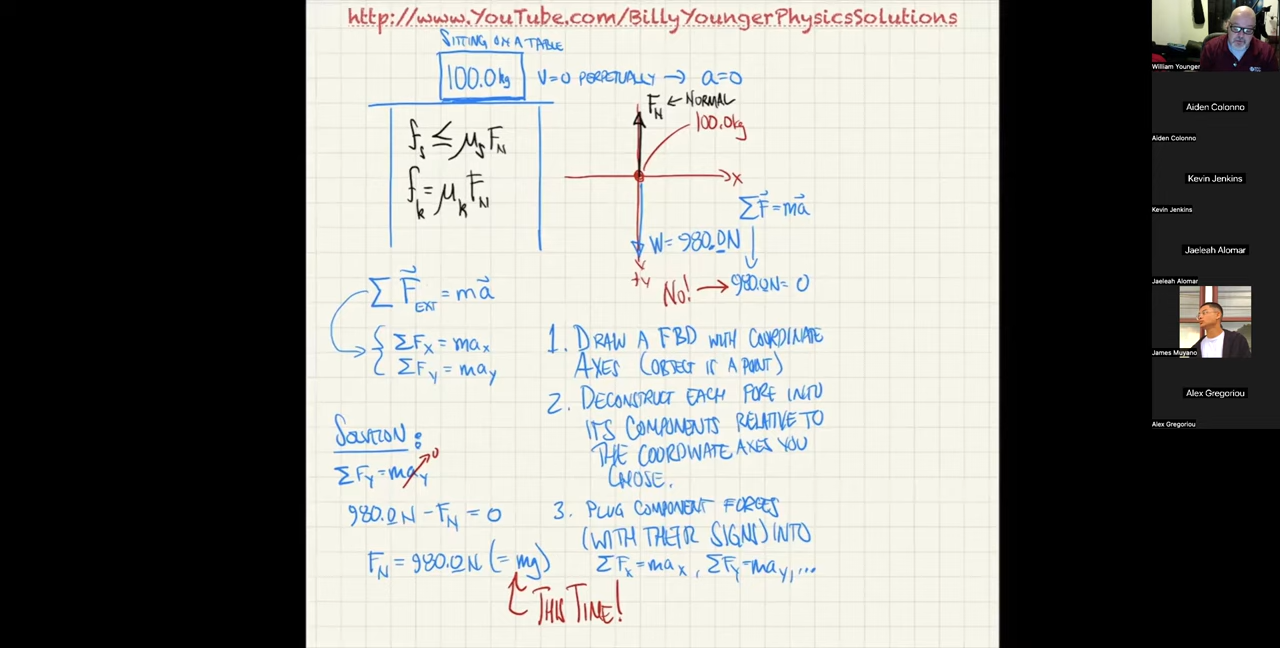 http://www.YouTube.com/BillyYoungerPhysicsSolutions
SITTING ON A TABLE
100.0kg
V=0 PERPETUALLY → a=0
f_s ≤ μ_s F_N
f_k = μ_k F_N
F_N ← NORMAL
100.0kg
x
ΣF⃗ = ma⃗
W = 980.0N
+y
No! → 980.0N = 0
ΣF⃗_EXT = ma⃗
ΣF_x = ma_x
ΣF_y = ma_y
1. DRAW A FBD WITH COORDINATE
AXES (OBJECT IS A POINT)
2. DECONSTRUCT EACH FORE INTO
ITS COMPONENTS RELATIVE TO
THE COORDINATE AXES YOU
CHOSE.
3. PLUG COMPONENT FORCES
(WITH THEIR SIGNS) INTO
ΣF_x = ma_x, ΣF_y = ma_y, ...
SOLUTION:
ΣF_y = ma_y 0
980.0N - F_N = 0
F_N = 980.0N (= mg)
THIS TIME!
William Younger
Aiden Colonno
Aiden Colonno
Kevin Jenkins
Kevin Jenkins
Jaeleah Alomar
Jaeleah Alomar
James Muyano
Alex Gregoriou
Alex Gregoriou